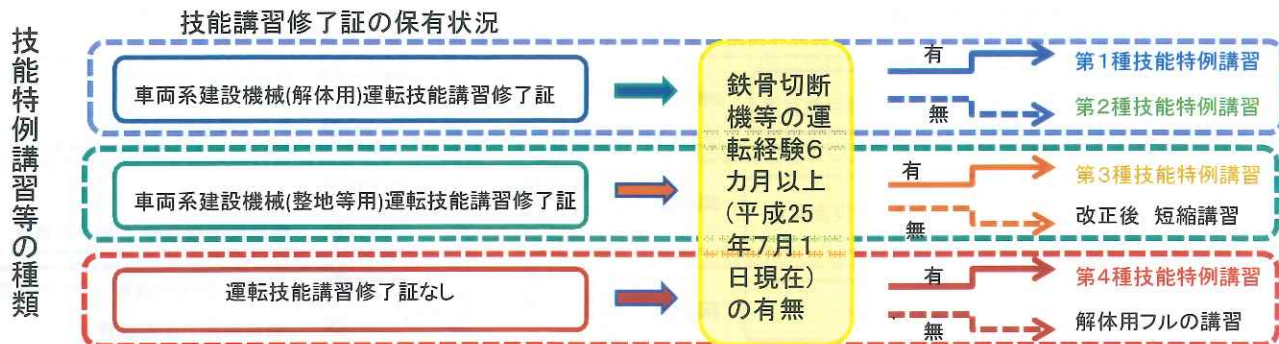 技能特例講習等の種類
技能講習修了証の保有状況
車両系建設機械(解体用)運転技能講習修了証
車両系建設機械(整地等用)運転技能講習修了証
運転技能講習修了証なし
鉄骨切断
機等の運
転経験6
カ月以上
(平成25
年7月1
日現在)
の有無
有
第1種技能特例講習
無
第2種技能特例講習
有
第3種技能特例講習
無
改正後 短縮講習
有
第4種技能特例講習
無
解体用フルの講習